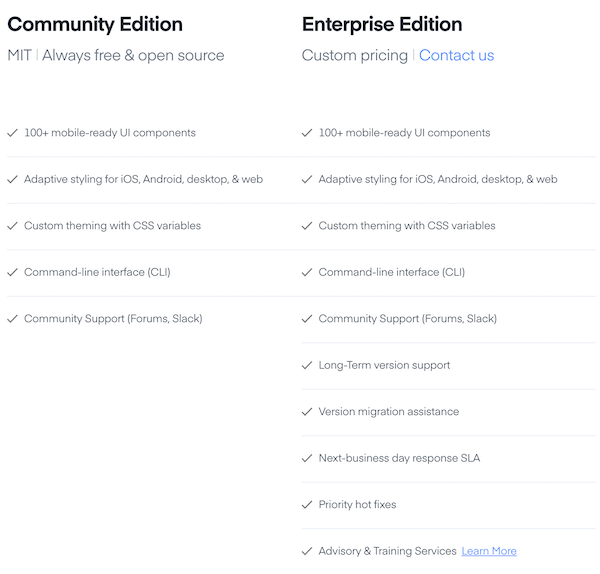 Community Edition
MIT | Always free & open source
100+ mobile-ready UI components
Adaptive styling for iOS, Android, desktop, & web
Custom theming with CSS variables
Command-line interface (CLI)
Community Support (Forums, Slack)
Enterprise Edition
Custom pricing | Contact us
100+ mobile-ready UI components
Adaptive styling for iOS, Android, desktop, & web
Custom theming with CSS variables
Command-line interface (CLI)
Community Support (Forums, Slack)
Long-Term version support
Version migration assistance
Next-business day response SLA
Priority hot fixes
Advisory & Training Services Learn More